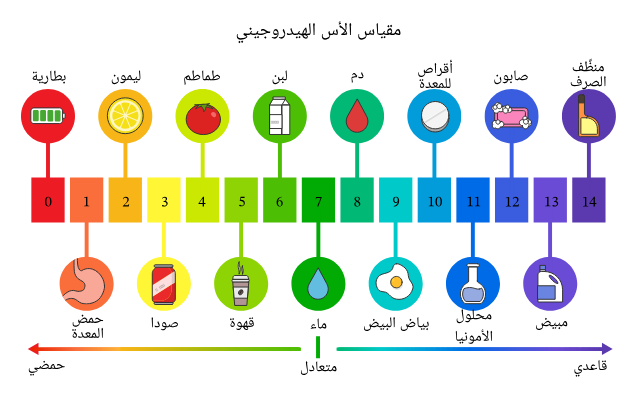 مقياس الأس الهيدروجيني
بطارية
ليمون
طماطم
لبن
دم
أقراص
للمعدة
صابون
منظّف
الصرف
0 1 2 3 4 5 6 7 8 9 10 11 12 13 14
حمض
المعدة
صودا
قهوة
ماء
بياض البيض
محلول
الأمونيا
مبيض
حمضي
متعادل
قاعدي